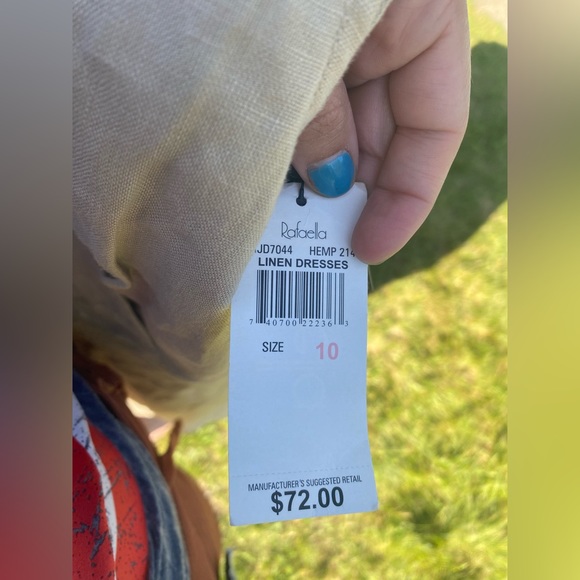 Rafaella
JD7044 HEMP 214
LINEN DRESSES
7 40700 22236 3
SIZE 10
MANUFACTURER'S SUGGESTED RETAIL
$72.00